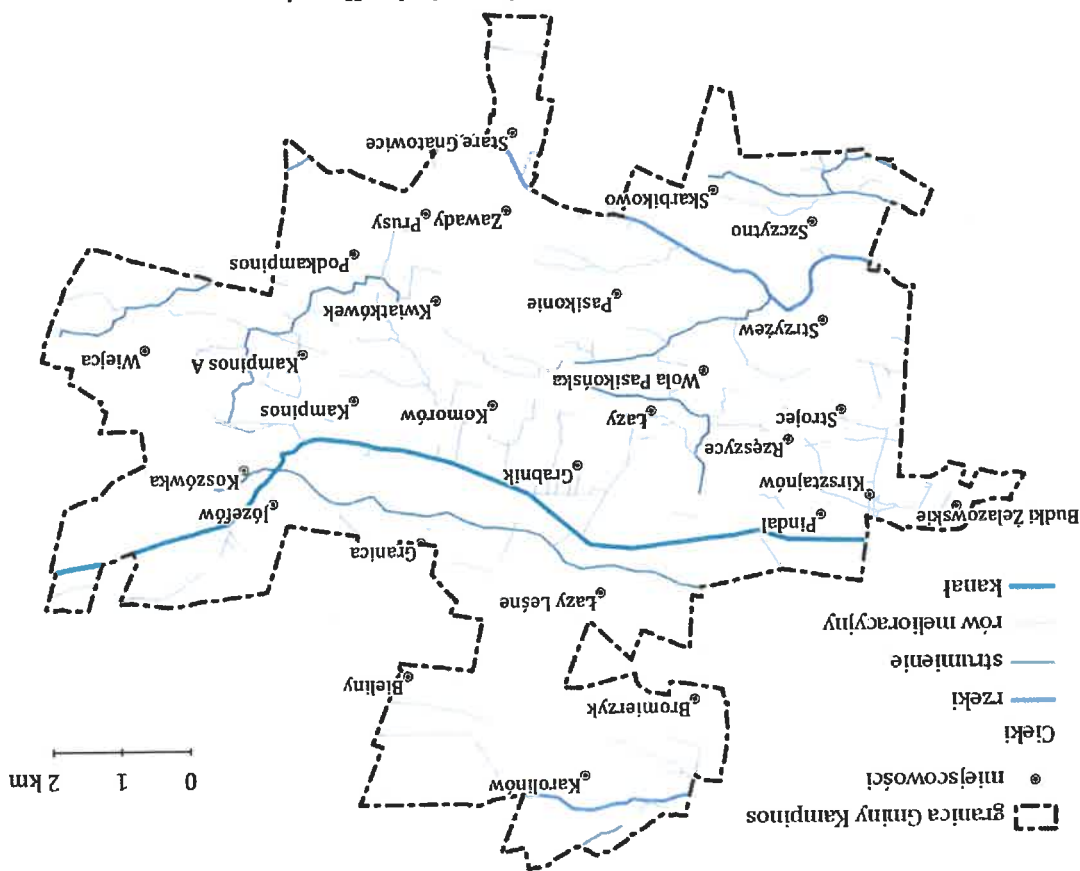 granica Gminy Kampinos
miejscowości
Cieki
rzeki
strumienie
rów melioracyjny
kanał
0 1 2 km
Karolinów
Bromierzyk
Bieliny
Łazy Leśne
Granica
Budki Żelazowskie
Pindal
Józefów
Kirsztajnów
Koszówka
Grabnik
Rzęszyce
Strojec
Łazy
Komorów
Kampinos
Wola Pasikońska
Kampinos A
Wiejca
Strzyżew
Pasikonie
Kwiatkówek
Podkampinos
Szczytno
Zawady
Prusy
Skarbikowo
Stare Gnatowice